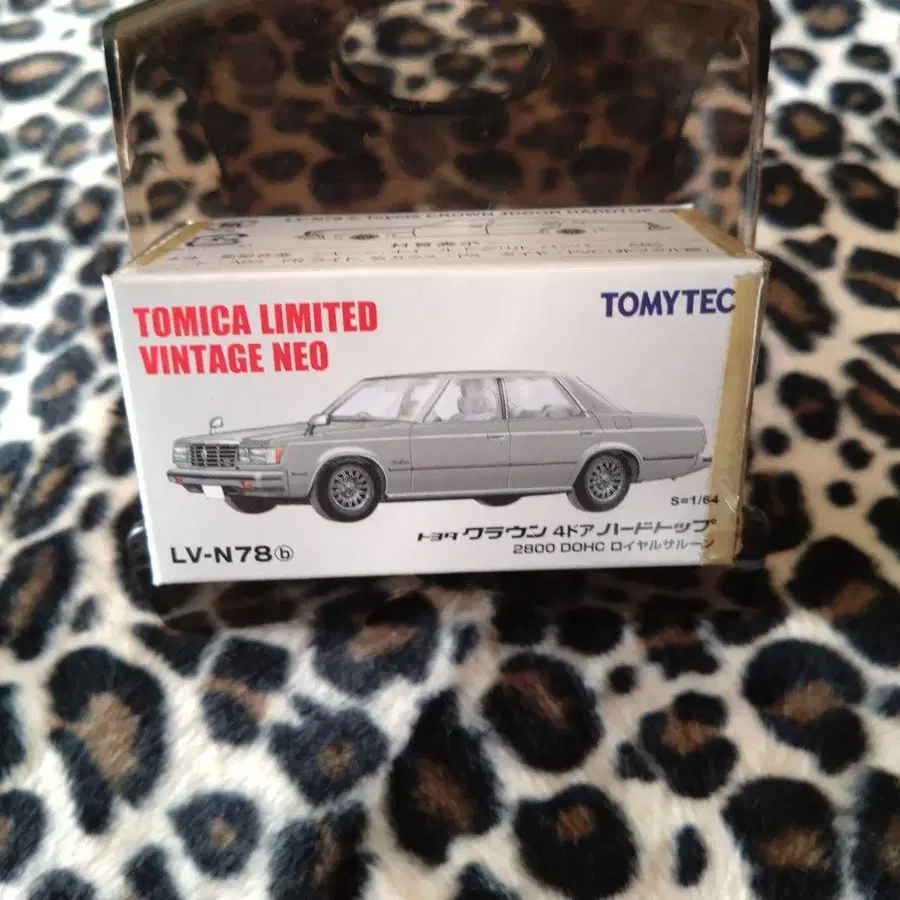 TOMICA LIMITED
VINTAGE NEO
TOMYTEC
S=1/64
トヨタ クラウン 4ドア ハードトップ
2800 DOHC ロイヤルサルーン
LV-N78ⓑ